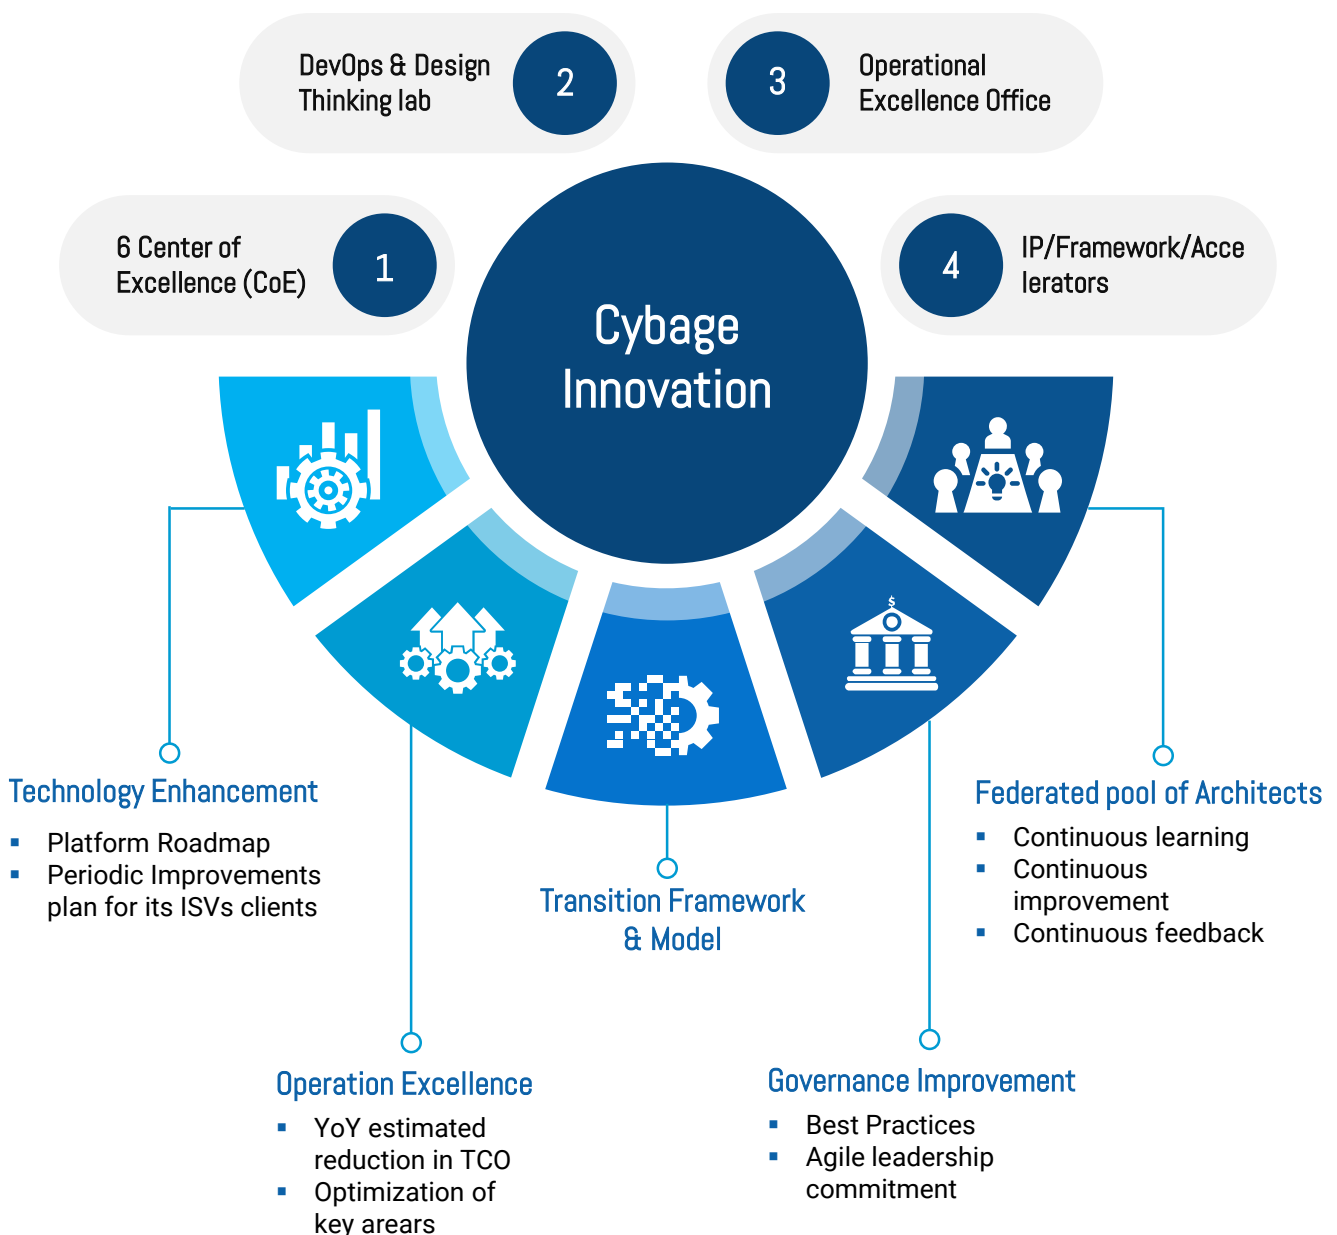 DevOps & Design
Thinking lab
2
3
Operational
Excellence Office
6 Center of
Excellence (CoE)
1
4
IP/Framework/Acce
lerators
Cybage
Innovation
$
Technology Enhancement
▪ Platform Roadmap
▪ Periodic Improvements
plan for its ISVs clients
Federated pool of Architects
▪ Continuous learning
▪ Continuous
improvement
▪ Continuous feedback
Transition Framework
& Model
Operation Excellence
▪ YoY estimated
reduction in TCO
▪ Optimization of
key arears
Governance Improvement
▪ Best Practices
▪ Agile leadership
commitment